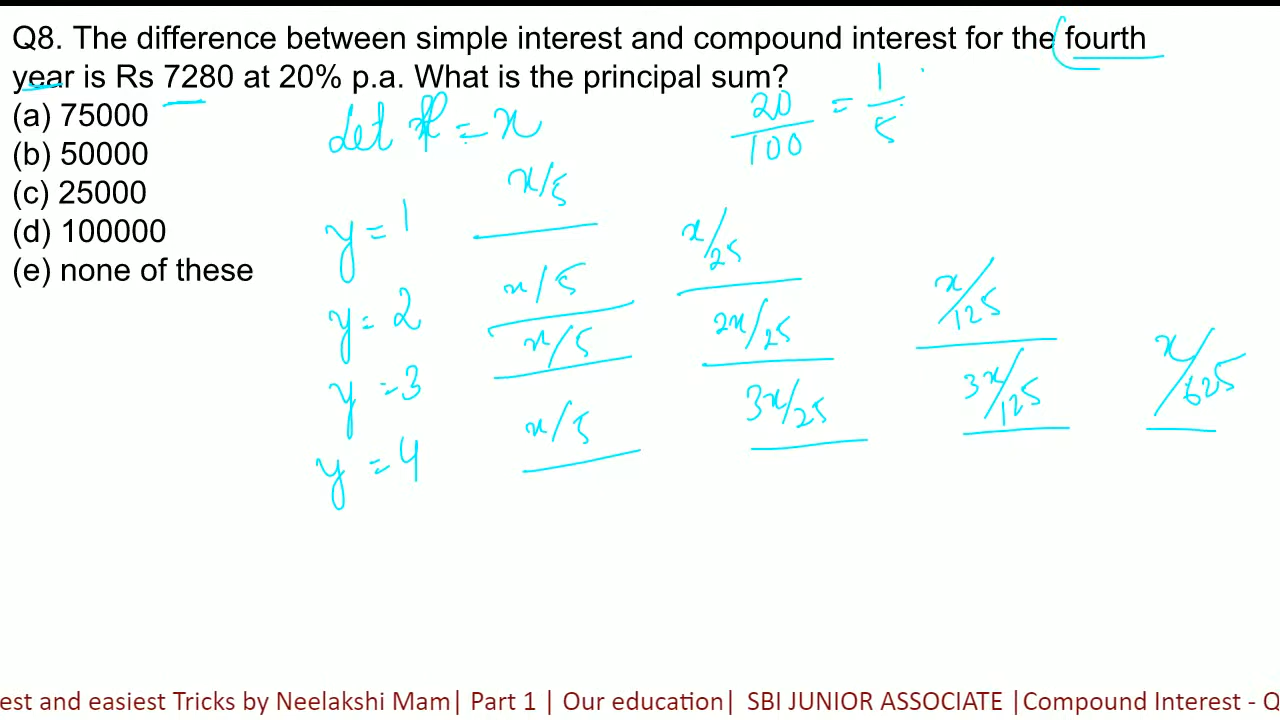 Q8. The difference between simple interest and compound interest for the fourth
year is Rs 7280 at 20% p.a. What is the principal sum?
(a) 75000
(b) 50000
(c) 25000
(d) 100000
(e) none of these
Let = x
20/100 = 1/5
y = 1 x/5
y = 2 x/5 x/25
y = 3 x/5 2x/25 x/125
y = 4 x/5 3x/25 3x/125 x/625
est and easiest Tricks by Neelakshi Mam| Part 1 | Our education| SBI JUNIOR ASSOCIATE |Compound Interest - Q